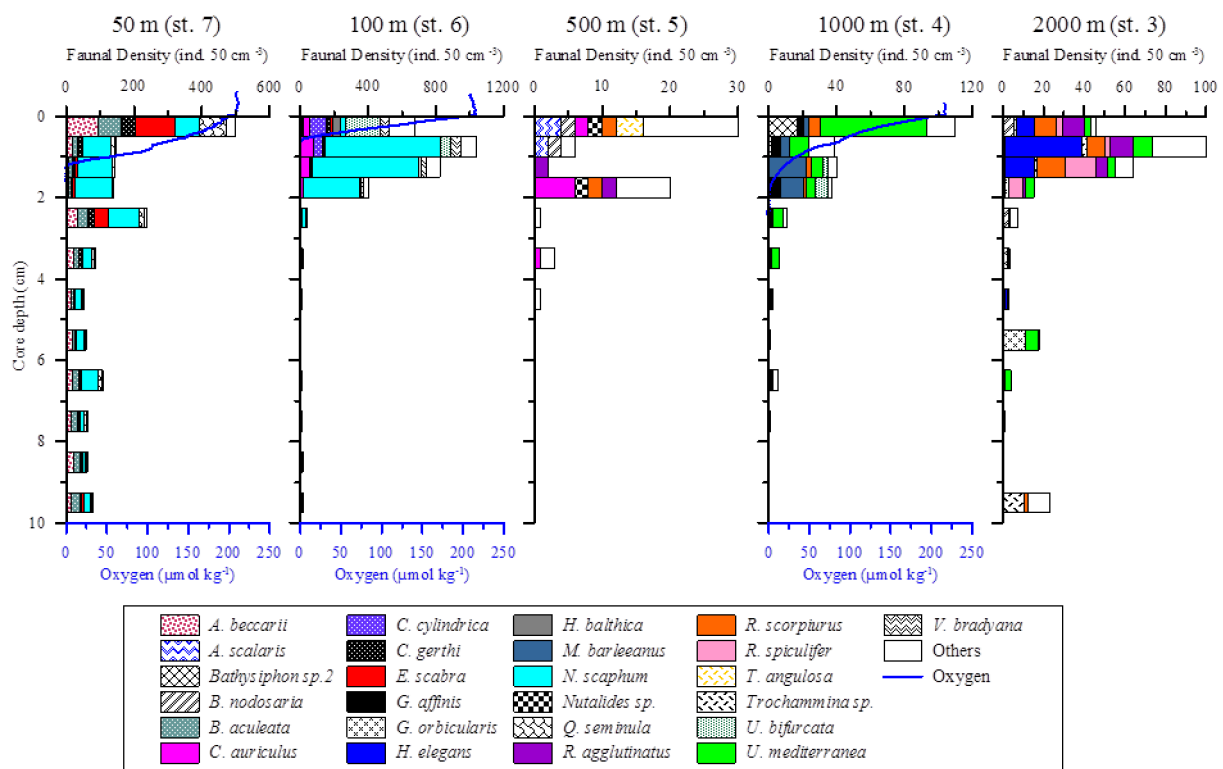 50 m (st. 7) 100 m (st. 6) 500 m (st. 5) 1000 m (st. 4) 2000 m (st. 3)
Faunal Density (ind. 50 cm⁻³) Faunal Density (ind. 50 cm⁻³) Faunal Density (ind. 50 cm⁻³) Faunal Density (ind. 50 cm⁻³) Faunal Density (ind. 50 cm⁻³)
0 200 400 600 0 400 800 1200 0 10 20 30 0 40 80 120 0 20 40 60 80 100
0
2
4
6
8
10
Core depth (cm)
0 50 100 150 200 250 0 50 100 150 200 250 0 50 100 150 200 250
Oxygen (µmol kg⁻¹) Oxygen (µmol kg⁻¹) Oxygen (µmol kg⁻¹)
A. beccarii C. cylindrica H. balthica R. scorpiurus V. bradyana
A. scalaris C. gerthi M. barleeanus R. spiculifer Others
Bathysiphon sp.2 E. scabra N. scaphum T. angulosa Oxygen
B. nodosaria G. affinis Nutalides sp. Trochammina sp.
B. aculeata G. orbicularis Q. seminula U. bifurcata
C. auriculus H. elegans R. agglutinatus U. mediterranea